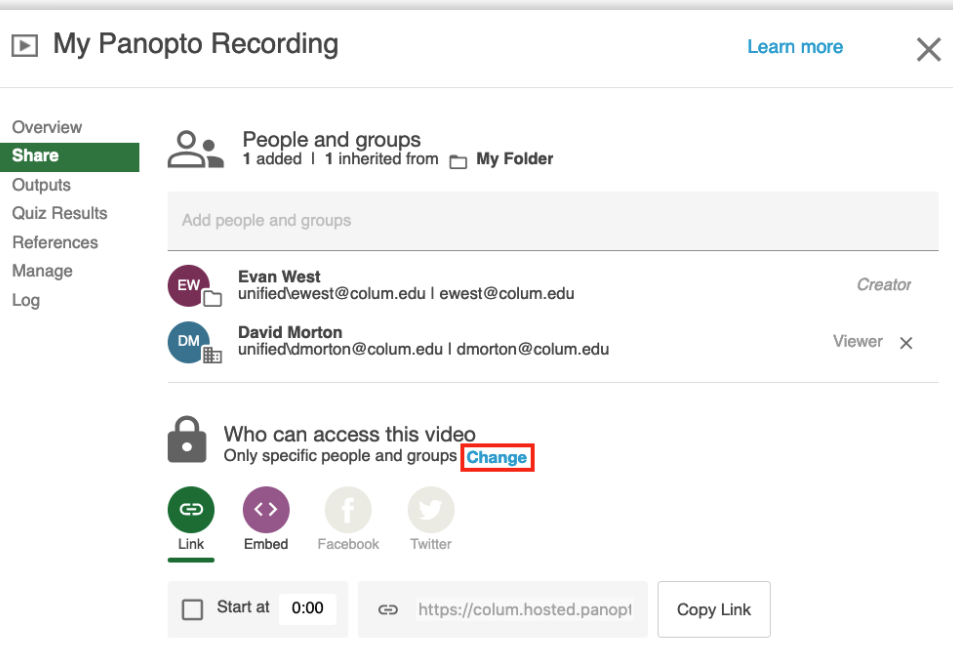 My Panopto Recording
Learn more
Overview
Share
Outputs
Quiz Results
References
Manage
Log
People and groups
1 added | 1 inherited from My Folder
Add people and groups
EW
Evan West
unified\ewest@colum.edu | ewest@colum.edu
Creator
DM
David Morton
unified\dmorton@colum.edu | dmorton@colum.edu
Viewer
Who can access this video
Only specific people and groups Change
Link
Embed
Facebook
Twitter
Start at 0:00
https://colum.hosted.panopt
Copy Link